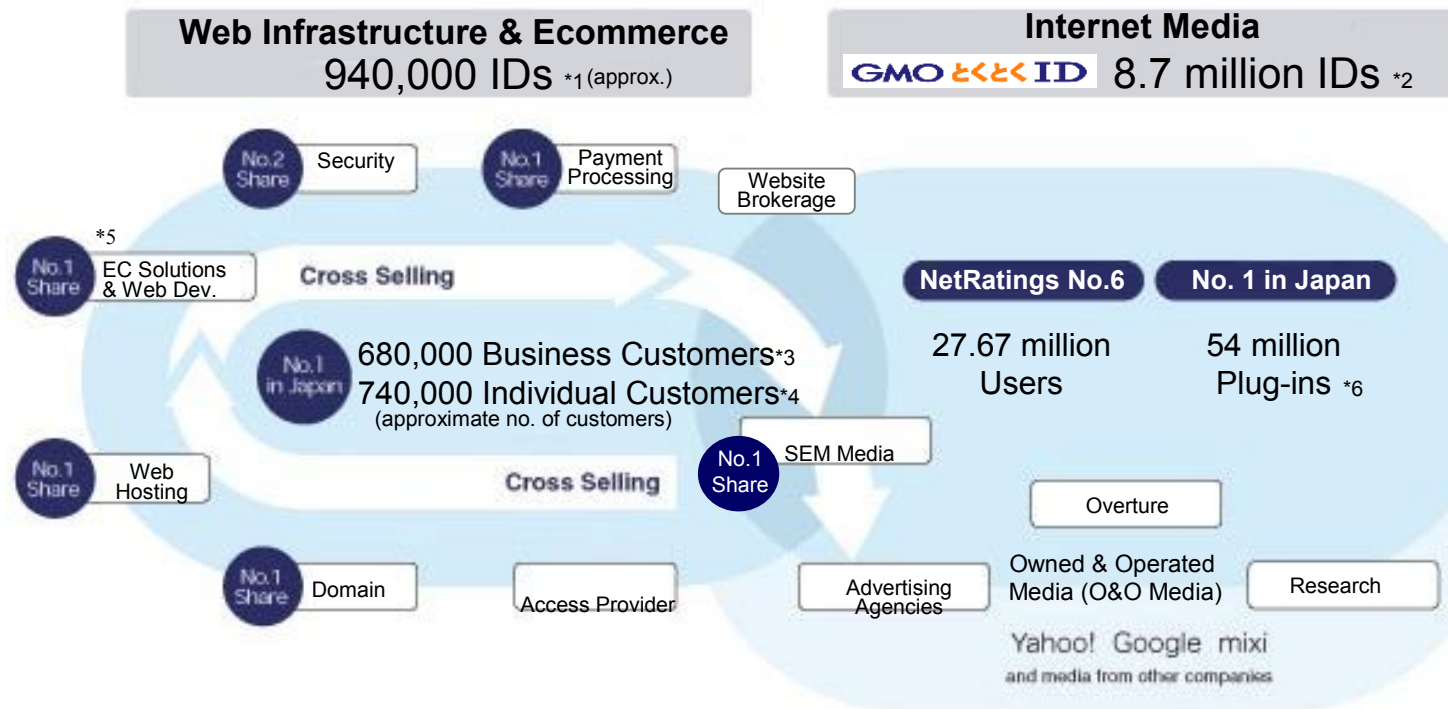 Web Infrastructure & Ecommerce
940,000 IDs *1 (approx.)
Internet Media
GMO とくとく ID 8.7 million IDs *2
No.2
Share
Security
No.1
Share
Payment
Processing
Website
Brokerage
*5
No.1
Share
EC Solutions
& Web Dev.
Cross Selling
NetRatings No.6
No. 1 in Japan
No.1
in Japan
680,000 Business Customers*3
740,000 Individual Customers*4
(approximate no. of customers)
27.67 million
Users
54 million
Plug-ins *6
No.1
Share
SEM Media
No.1
Share
Web
Hosting
Cross Selling
Overture
No.1
Share
Domain
Access Provider
Advertising
Agencies
Owned & Operated
Media (O&O Media)
Research
Yahoo! Google mixi
and media from other companies